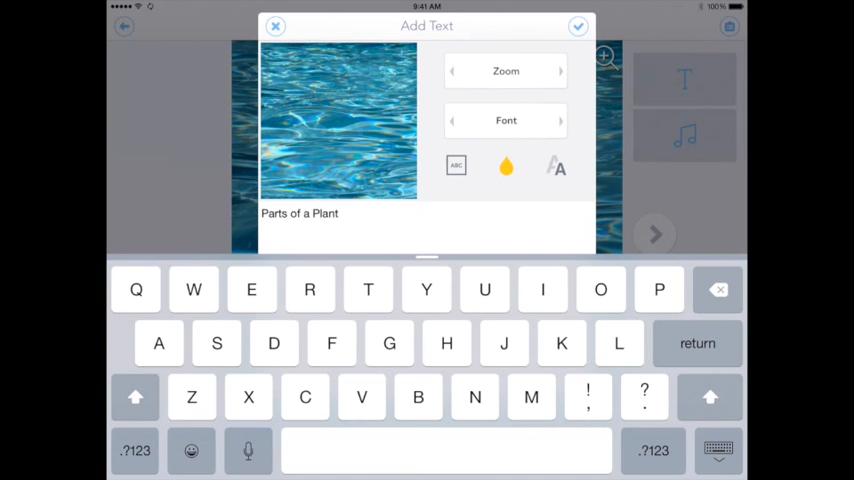 9:41 AM
100%
Add Text
T
Zoom
Font
ABC
A A
Parts of a Plant
Q W E R T Y U I O P
A S D F G H J K L return
Z X C V B N M ! , ? .
.?123 .?123